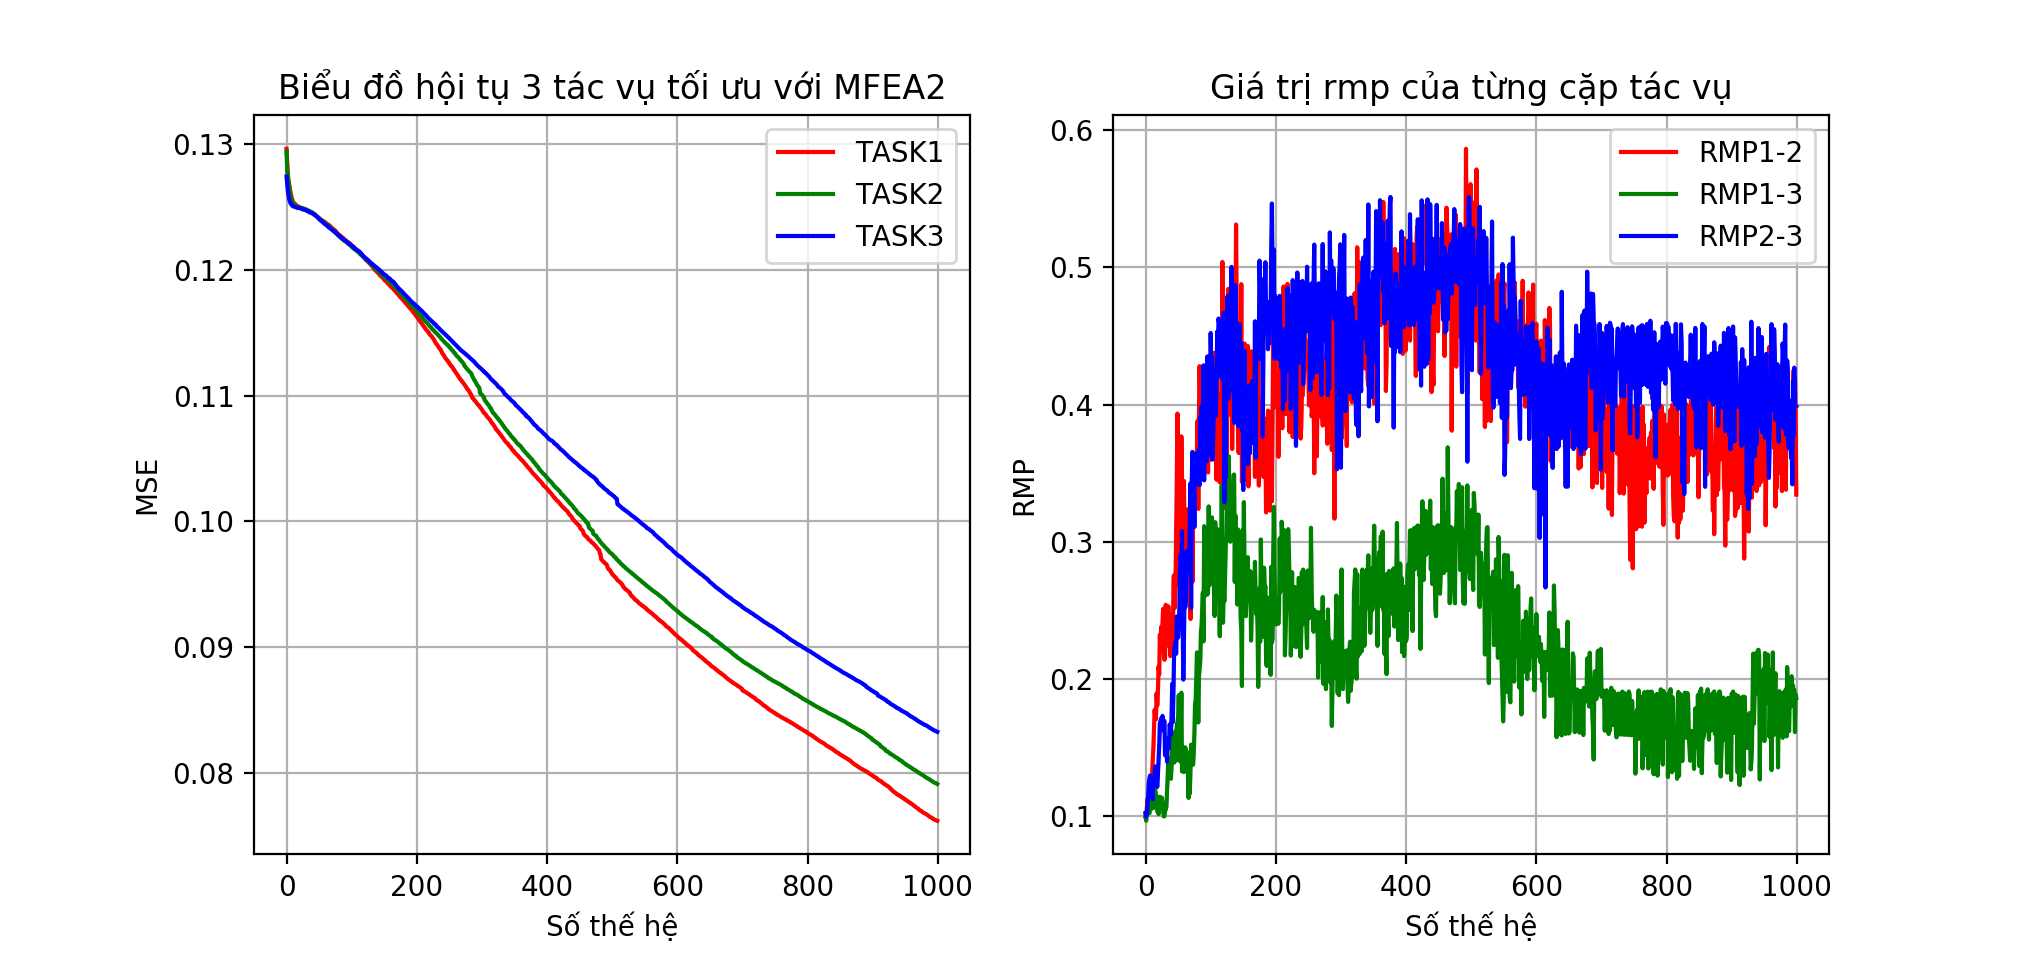 Biểu đồ hội tụ 3 tác vụ tối ưu với MFEA2
MSE
0.13
0.12
0.11
0.10
0.09
0.08
0
200
400
600
800
1000
Số thế hệ
TASK1
TASK2
TASK3
Giá trị rmp của từng cặp tác vụ
RMP
0.6
0.5
0.4
0.3
0.2
0.1
0
200
400
600
800
1000
Số thế hệ
RMP1-2
RMP1-3
RMP2-3